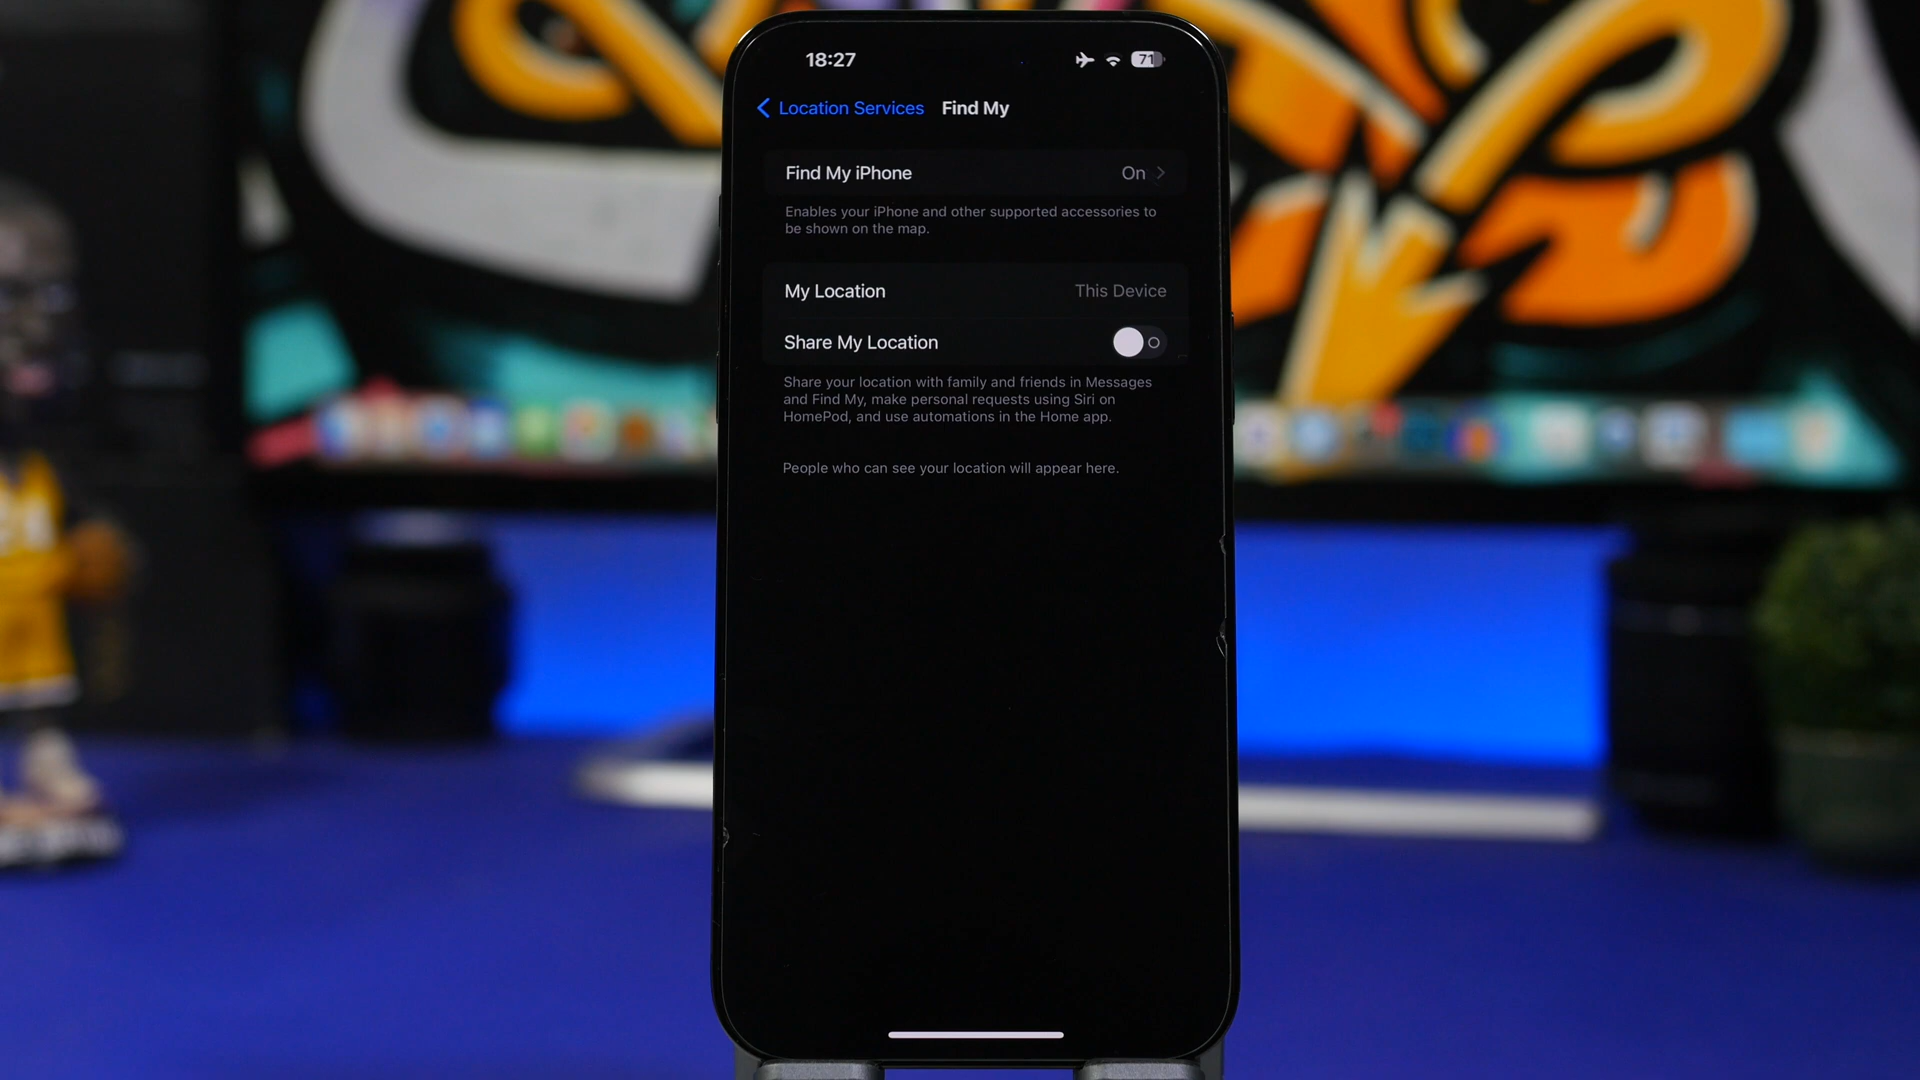 18:27
71
Location Services
Find My
Find My iPhone
On
Enables your iPhone and other supported accessories to
be shown on the map.
My Location
This Device
Share My Location
Share your location with family and friends in Messages
and Find My, make personal requests using Siri on
HomePod, and use automations in the Home app.
People who can see your location will appear here.